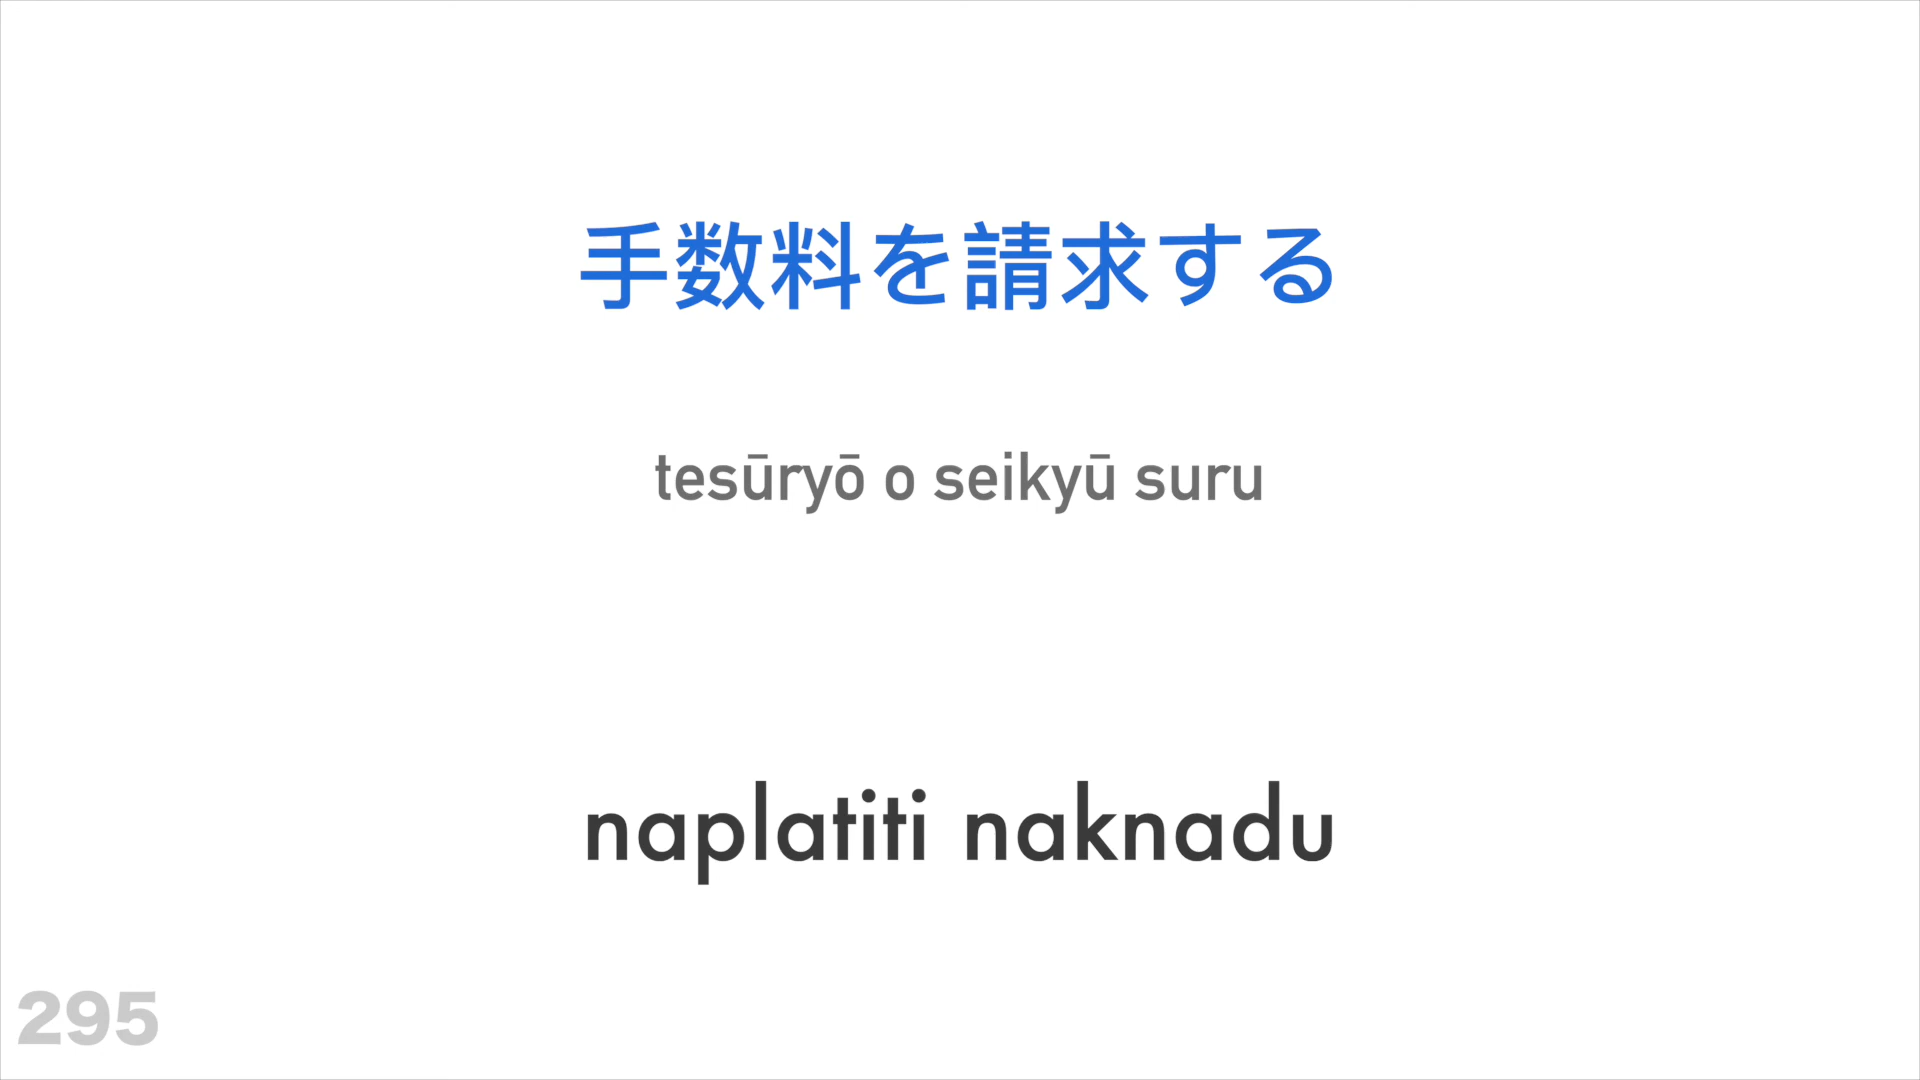 手数料を請求する
tesūryō o seikyū suru
naplatiti naknadu
295